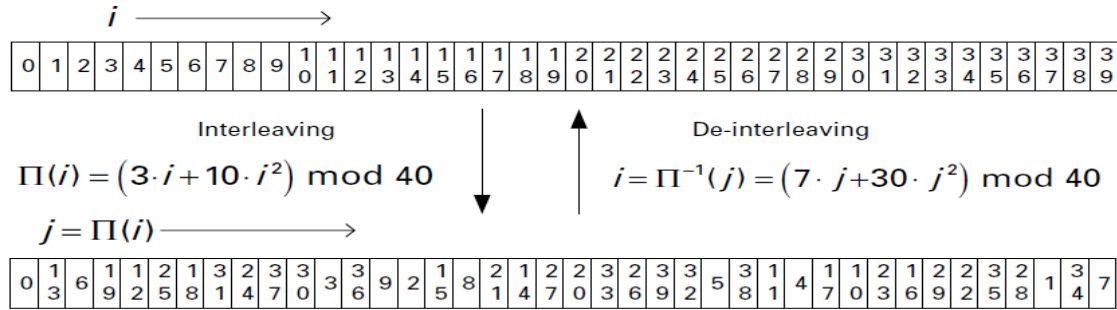 i
0 1 2 3 4 5 6 7 8 9 10 11 12 13 14 15 16 17 18 19 20 21 22 23 24 25 26 27 28 29 30 31 32 33 34 35 36 37 38 39
Interleaving De-interleaving
Π(i) = (3·i+10·i²) mod 40 i = Π⁻¹(j) = (7·j+30·j²) mod 40
j = Π(i)
0 13 6 19 12 25 18 31 24 37 30 3 36 9 2 15 8 21 14 27 20 33 26 39 32 5 38 11 4 17 10 23 16 29 22 35 28 1 34 7